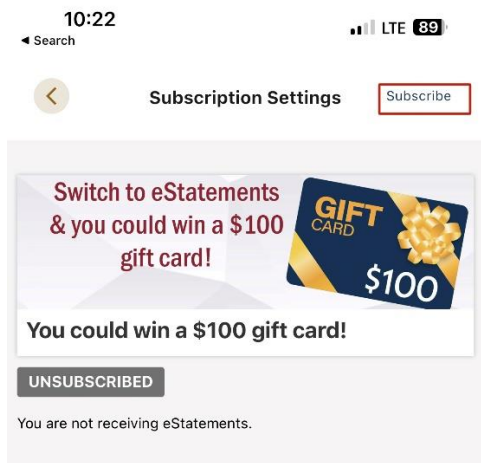 10:22
LTE 89
◀ Search
Subscription Settings
Subscribe
Switch to eStatements
& you could win a $100
gift card!
GIFT
CARD
$100
You could win a $100 gift card!
UNSUBSCRIBED
You are not receiving eStatements.